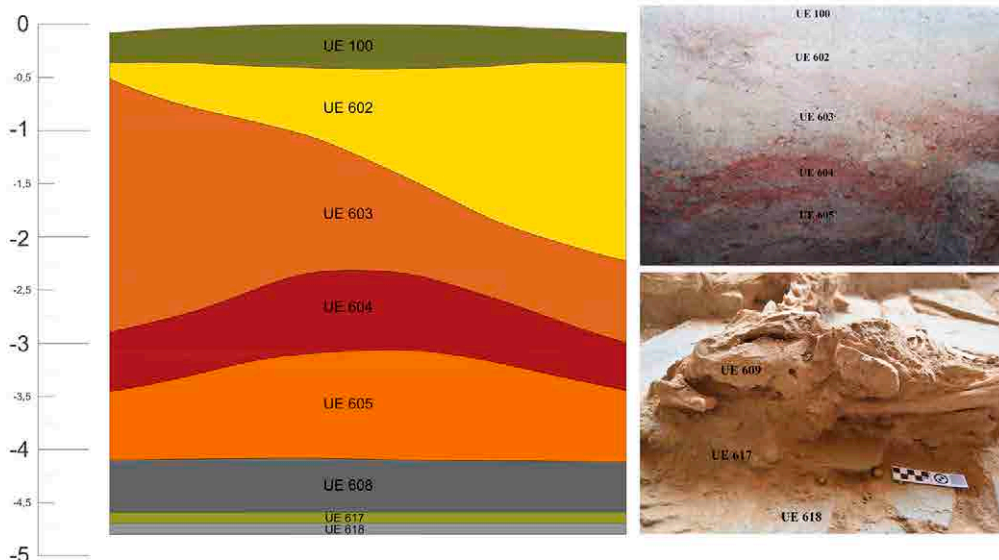 0
-0,5
-1
-1,5
-2
-2,5
-3
-3,5
-4
-4,5
-5
UE 100
UE 602
UE 603
UE 604
UE 605
UE 608
UE 617
UE 618
UE 100
UE 602
UE 603
UE 604
UE 605
UE 609
UE 617
UE 618